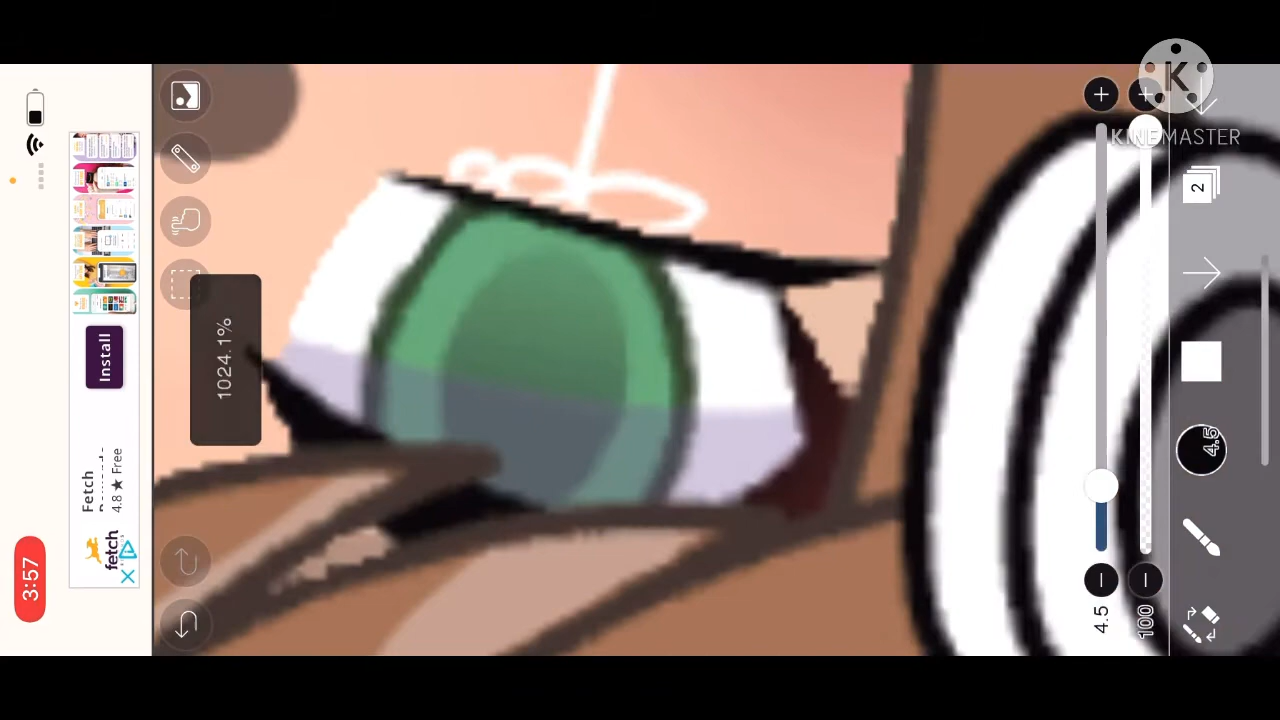 K
KINEMASTER
2
4.5
4.5
100
1024.1%
Install
Fetch
4.8 ★ Free
fetch
3:57